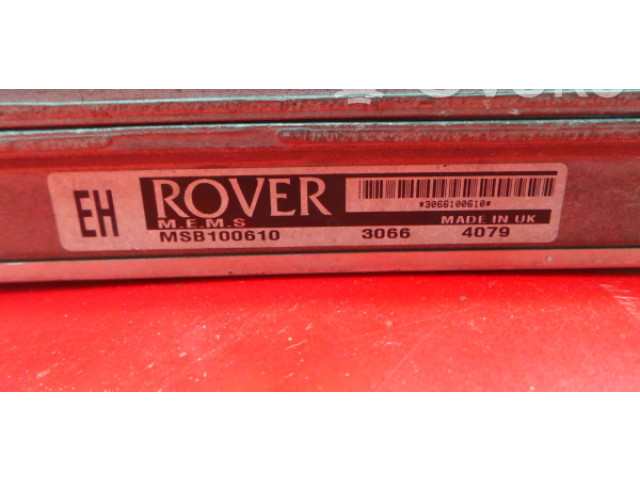 EH
ROVER
M.E.M.S
*3066100610*
MADE IN UK
MSB100610 3066 4079